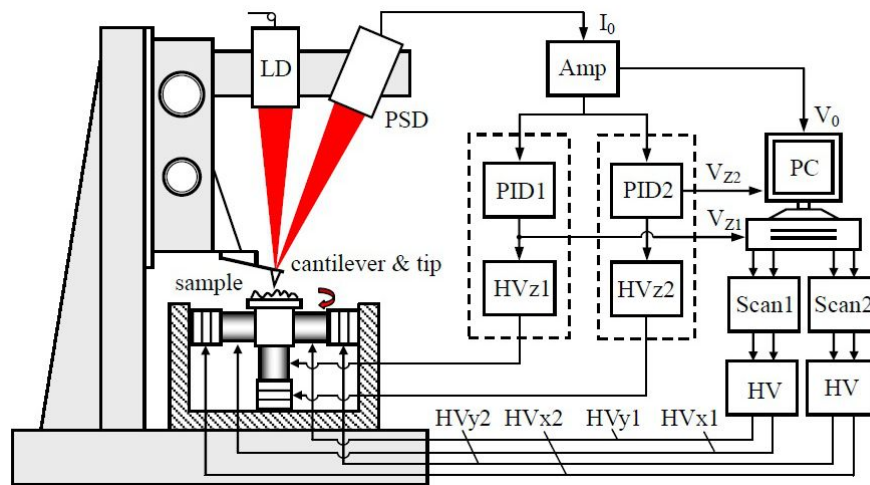 I0
LD
Amp
PSD
V0
PID1
PID2
VZ2
PC
VZ1
cantilever & tip
sample
HVz1
HVz2
Scan1
Scan2
HV
HV
HVy2
HVx2
HVy1
HVx1